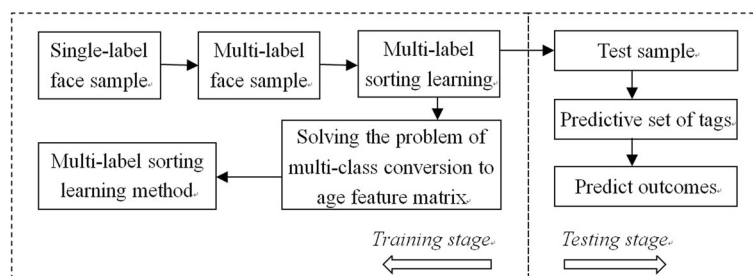 Single-label
face sample
Multi-label
face sample
Multi-label
sorting learning
Test sample
Solving the problem of
multi-class conversion to
age feature matrix
Multi-label sorting
learning method
Predictive set of tags
Predict outcomes
Training stage
Testing stage